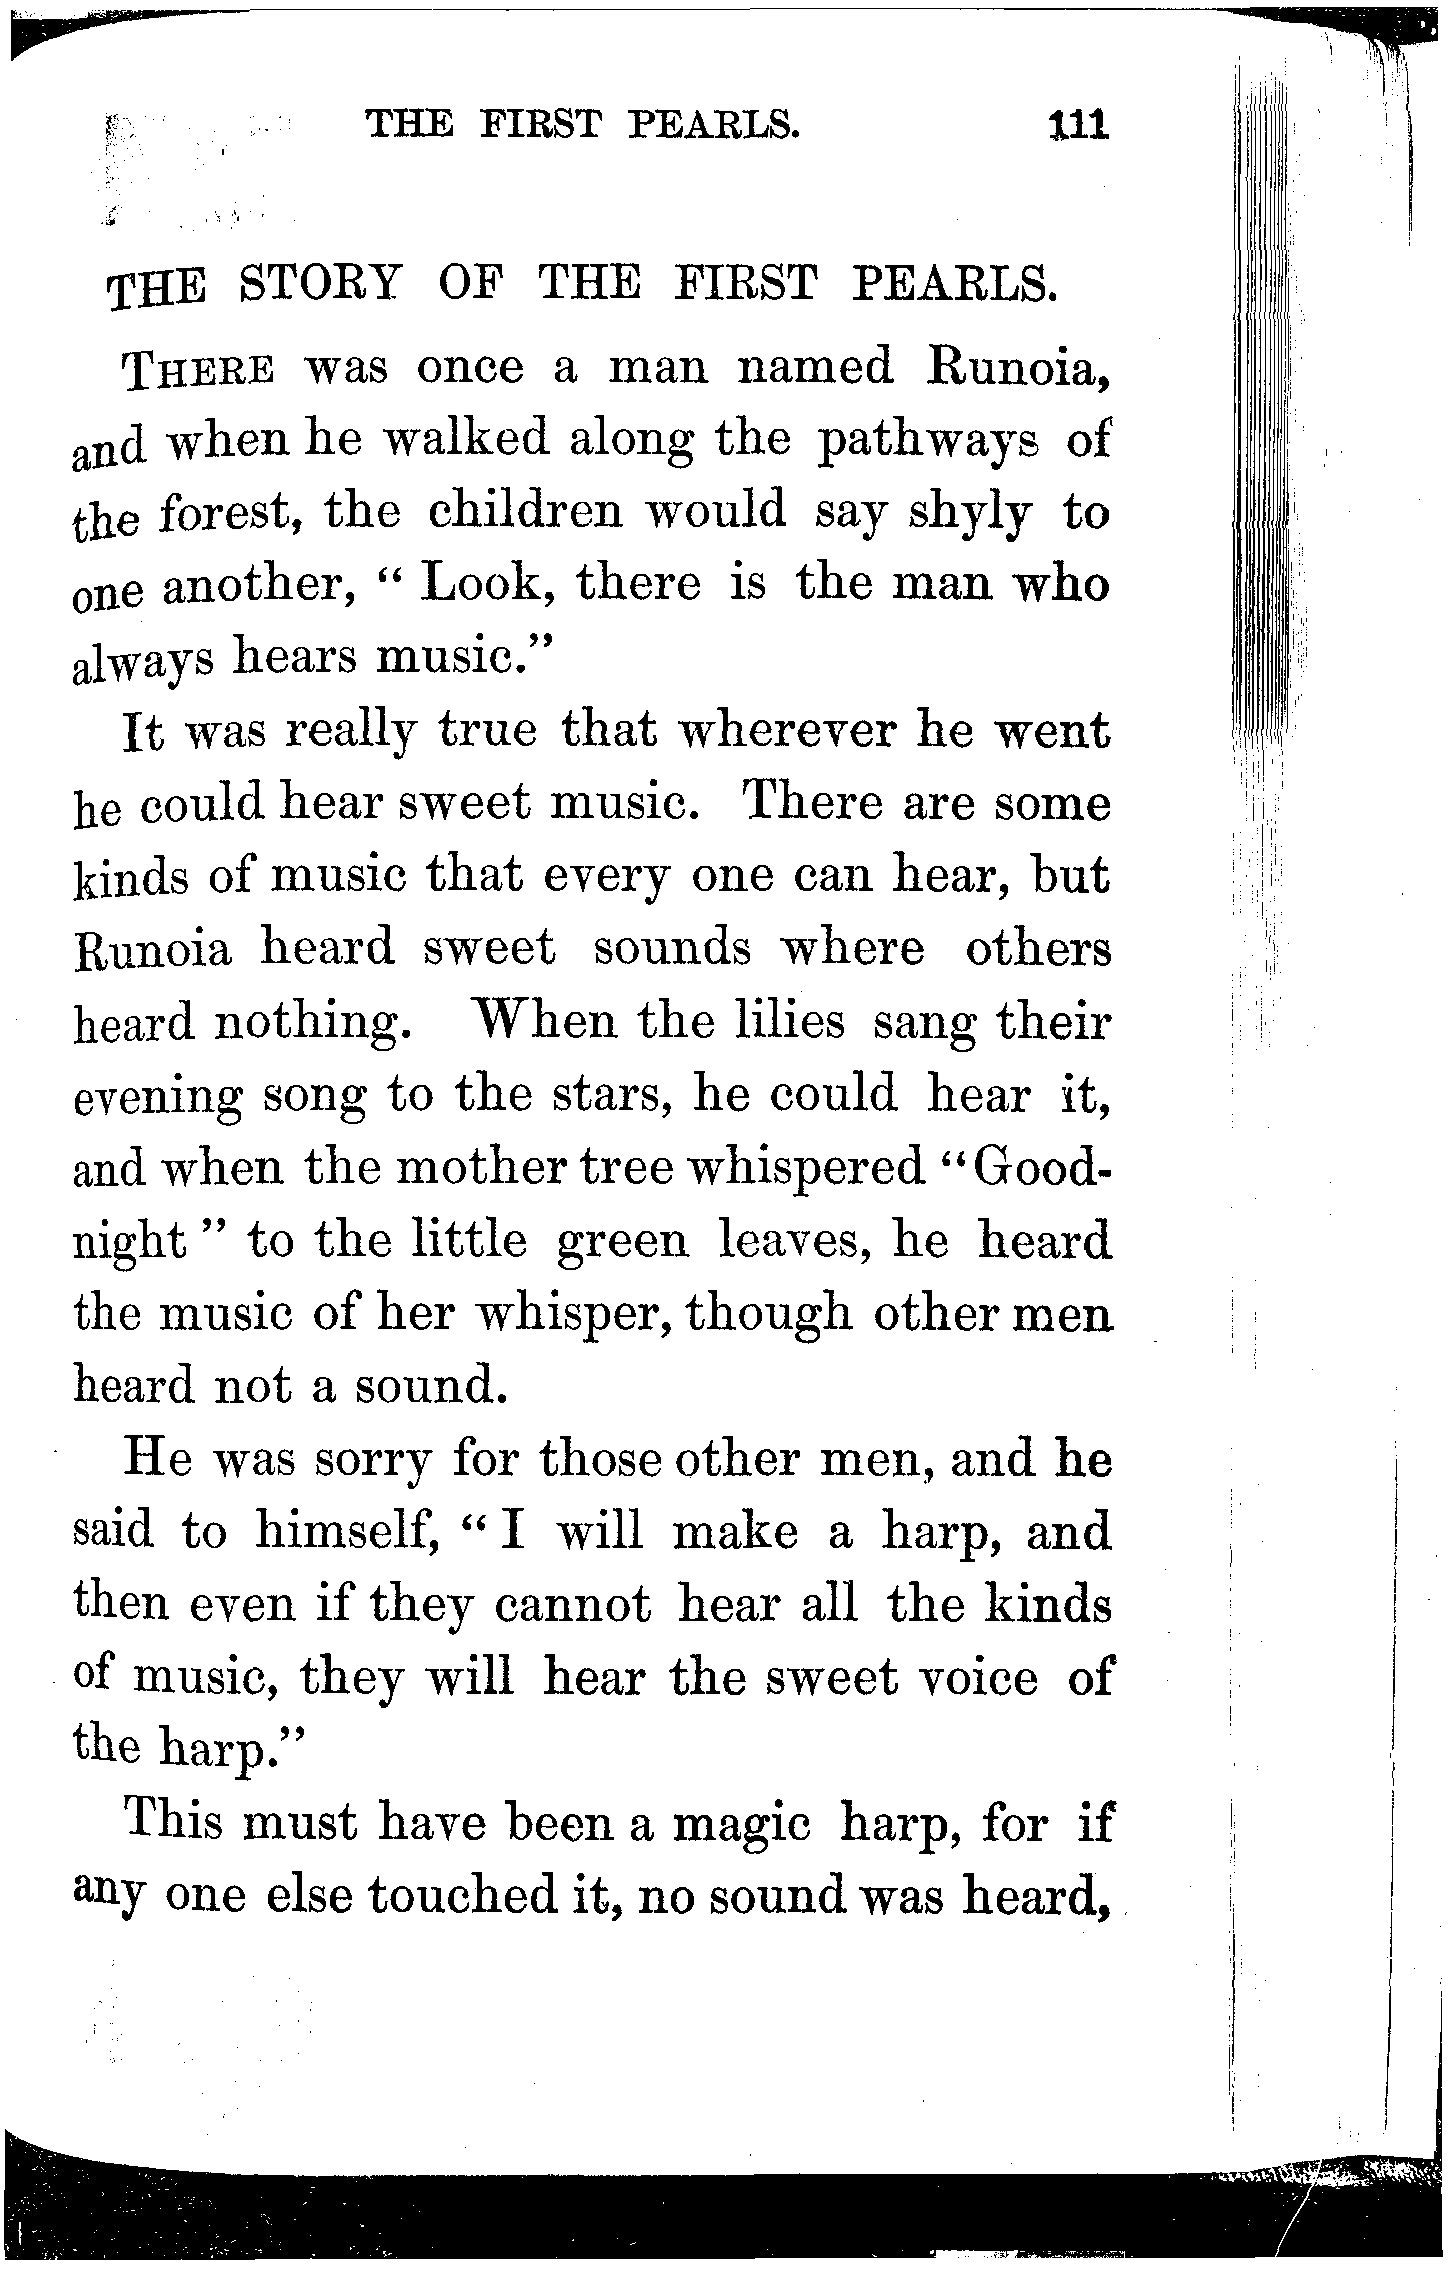 THE FIRST PEARLS. 111
THE STORY OF THE FIRST PEARLS.
THERE was once a man named Runoia,
and when he walked along the pathways of
the forest, the children would say shyly to
one another, “ Look, there is the man who
always hears music.”
It was really true that wherever he went
he could hear sweet music. There are some
kinds of music that every one can hear, but
Runoia heard sweet sounds where others
heard nothing. When the lilies sang their
evening song to the stars, he could hear it,
and when the mother tree whispered “Good-
night ” to the little green leaves, he heard
the music of her whisper, though other men
heard not a sound.
He was sorry for those other men, and he
said to himself, “ I will make a harp, and
then even if they cannot hear all the kinds
of music, they will hear the sweet voice of
the harp.”
This must have been a magic harp, for if
any one else touched it, no sound was heard,